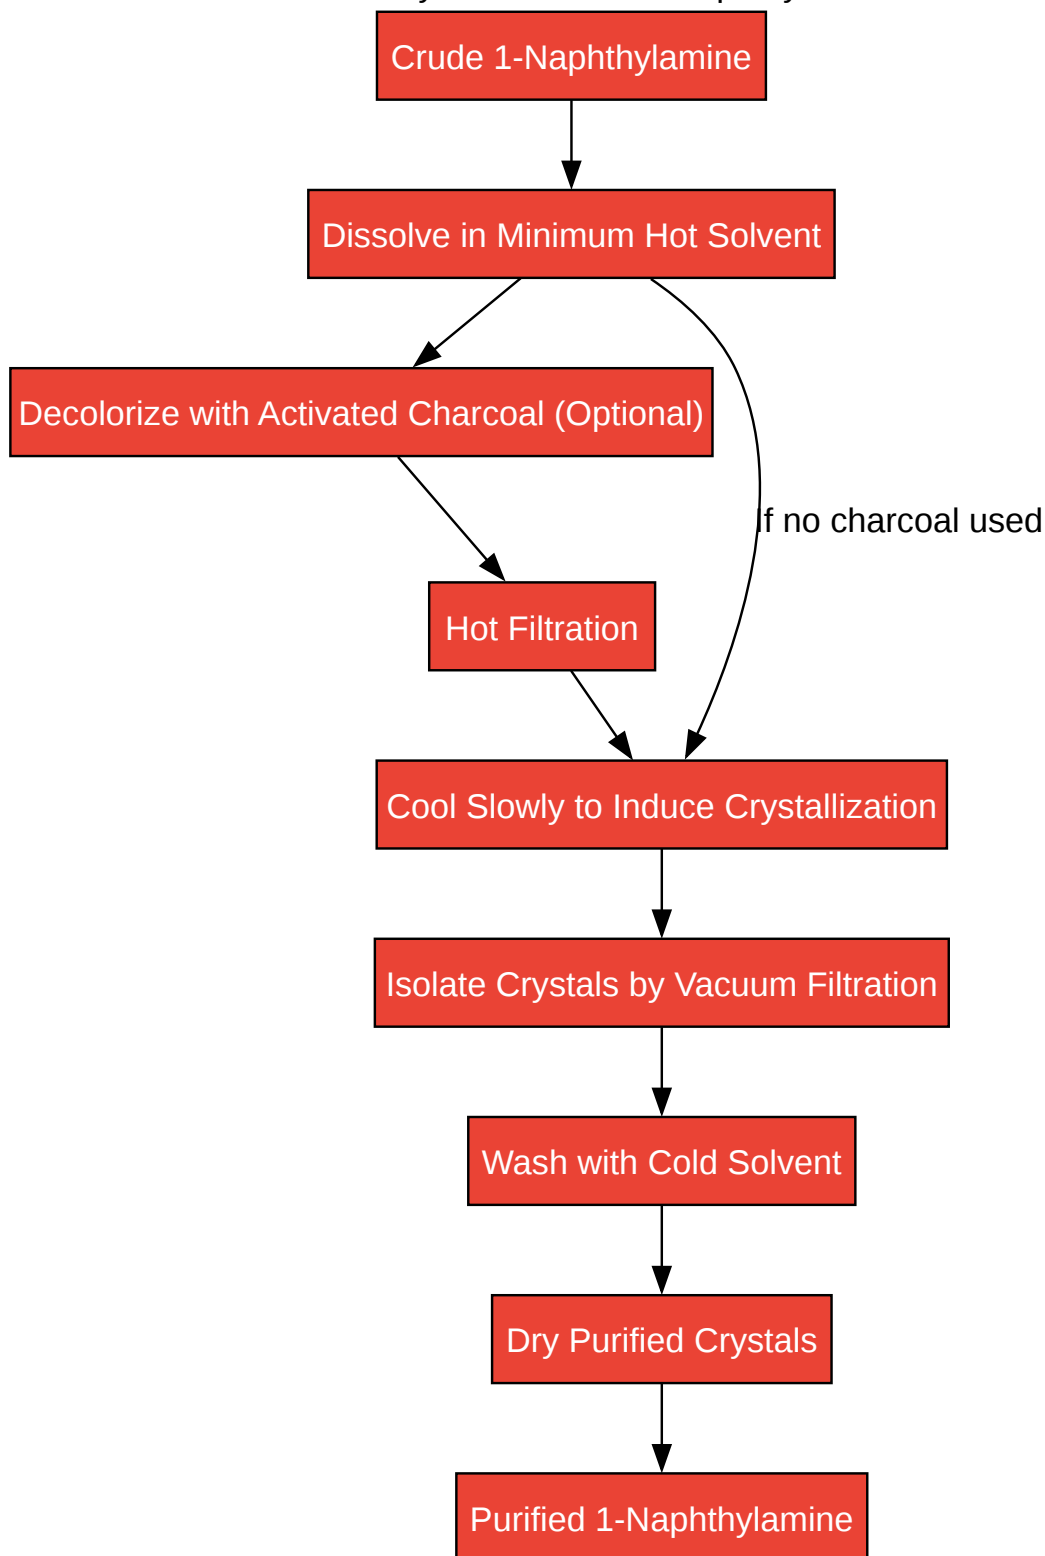 Crude 1-Naphthylamine
Dissolve in Minimum Hot Solvent
Decolorize with Activated Charcoal (Optional)
If no charcoal used
Hot Filtration
Cool Slowly to Induce Crystallization
Isolate Crystals by Vacuum Filtration
Wash with Cold Solvent
Dry Purified Crystals
Purified 1-Naphthylamine